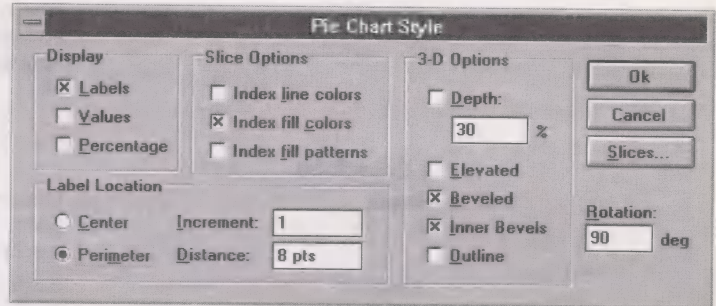 Pie Chart Style
Display
Labels
Values
Percentage
Slice Options
Index line colors
Index fill colors
Index fill patterns
Label Location
Center
Perimeter
Increment: 1
Distance: 8 pts
3-D Options
Depth:
30 %
Elevated
Beveled
Inner Bevels
Outline
Ok
Cancel
Slices...
Rotation:
90 deg